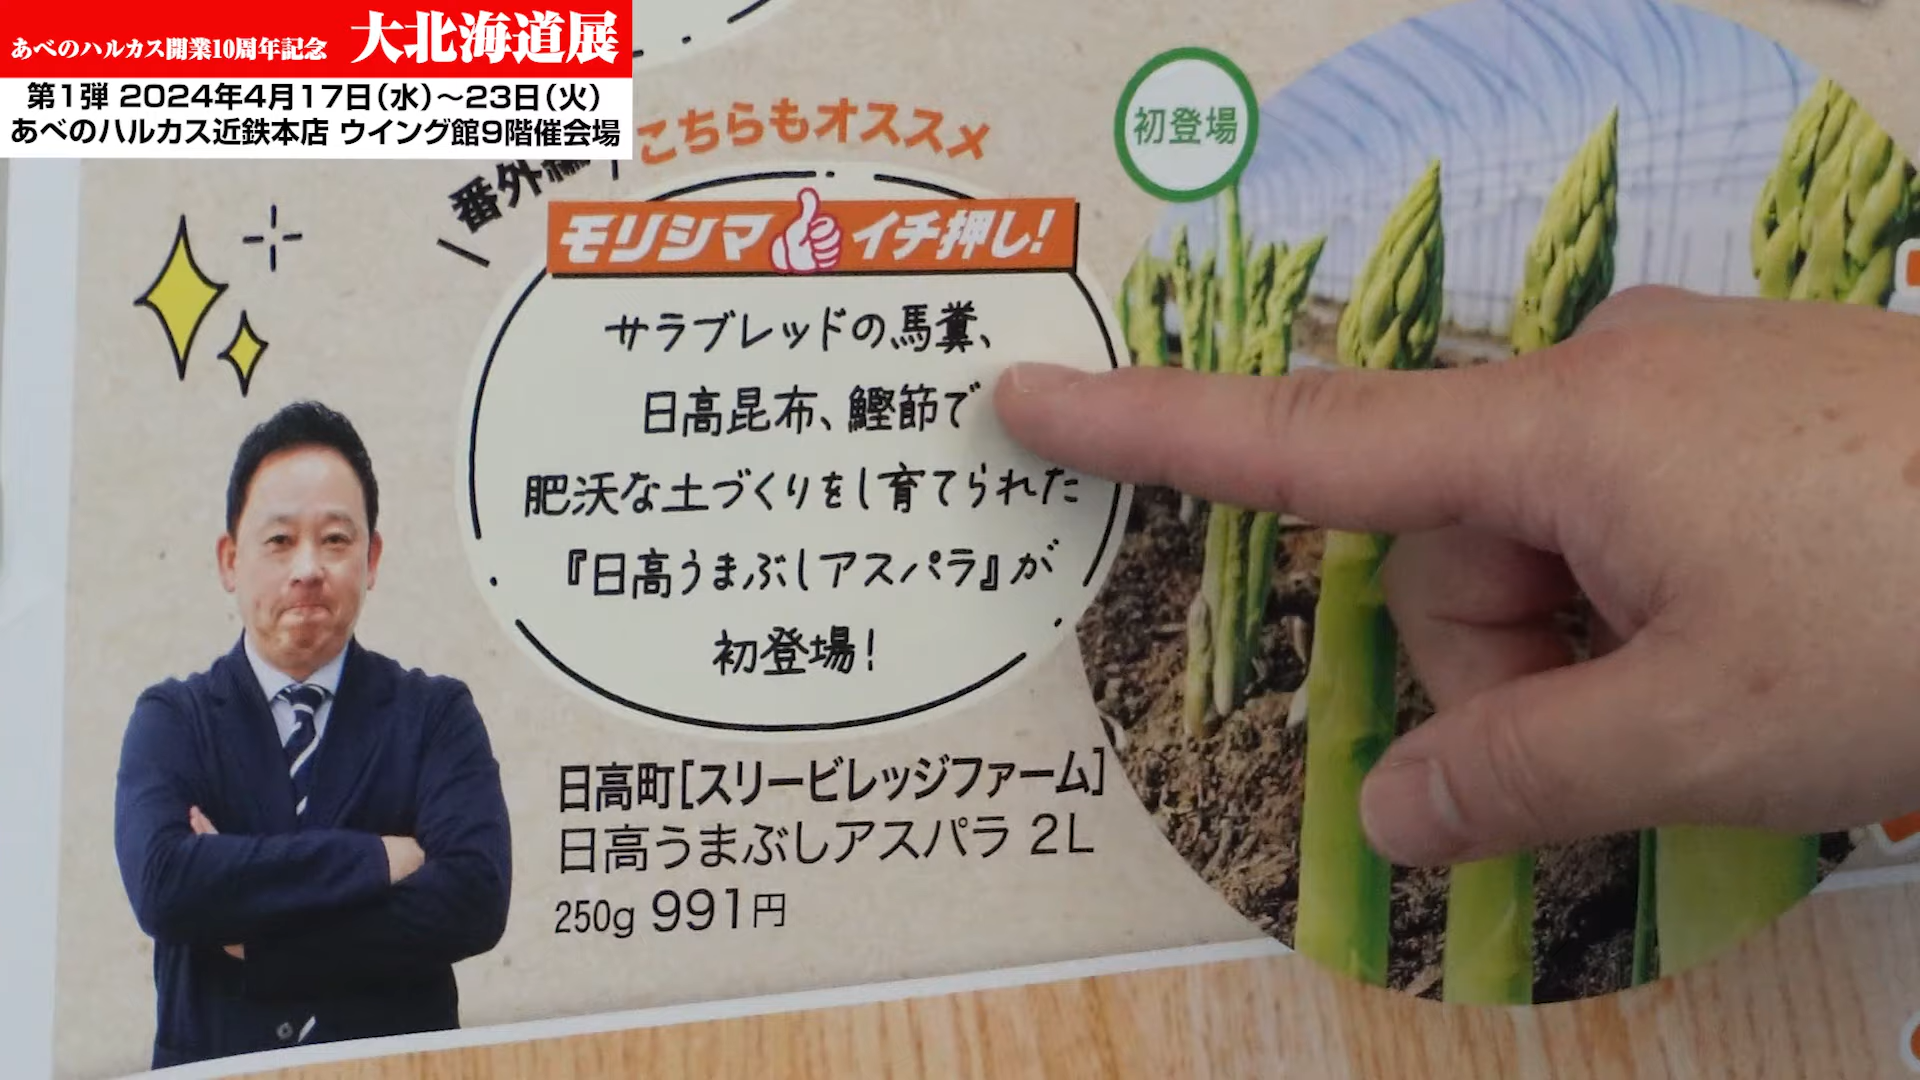 あべのハルカス開業10周年記念 大北海道展
第1弾 2024年4月17日(水)~23日(火)
あべのハルカス近鉄本店 ウイング館9階催会場
番外編 こちらもオススメ
初登場
モリシマ イチ押し!
サラブレッドの馬糞、
日高昆布、鰹節で
肥沃な土づくりをし育てられた
『日高うまぶしアスパラ』が
初登場!
日高町[スリービレッジファーム]
日高うまぶしアスパラ 2L
250g 991円